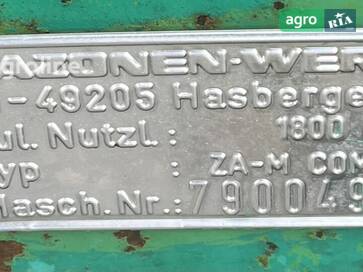 agro RIA
ZONEN-WER
-49205 Hasberge
ul. Nutzl.: 1800
yp : ZA-M COM
Masch.Nr.: 790049